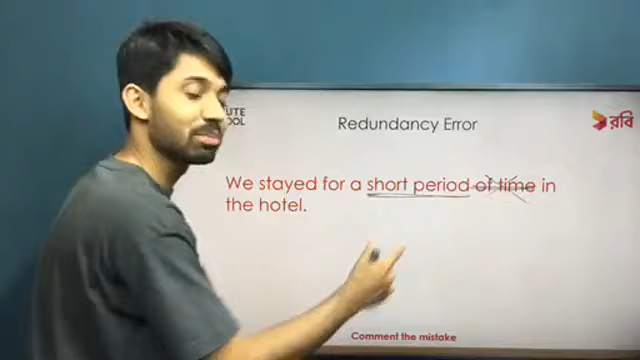 Redundancy Error
রবি
We stayed for a short period of time in
the hotel.
Comment the mistake